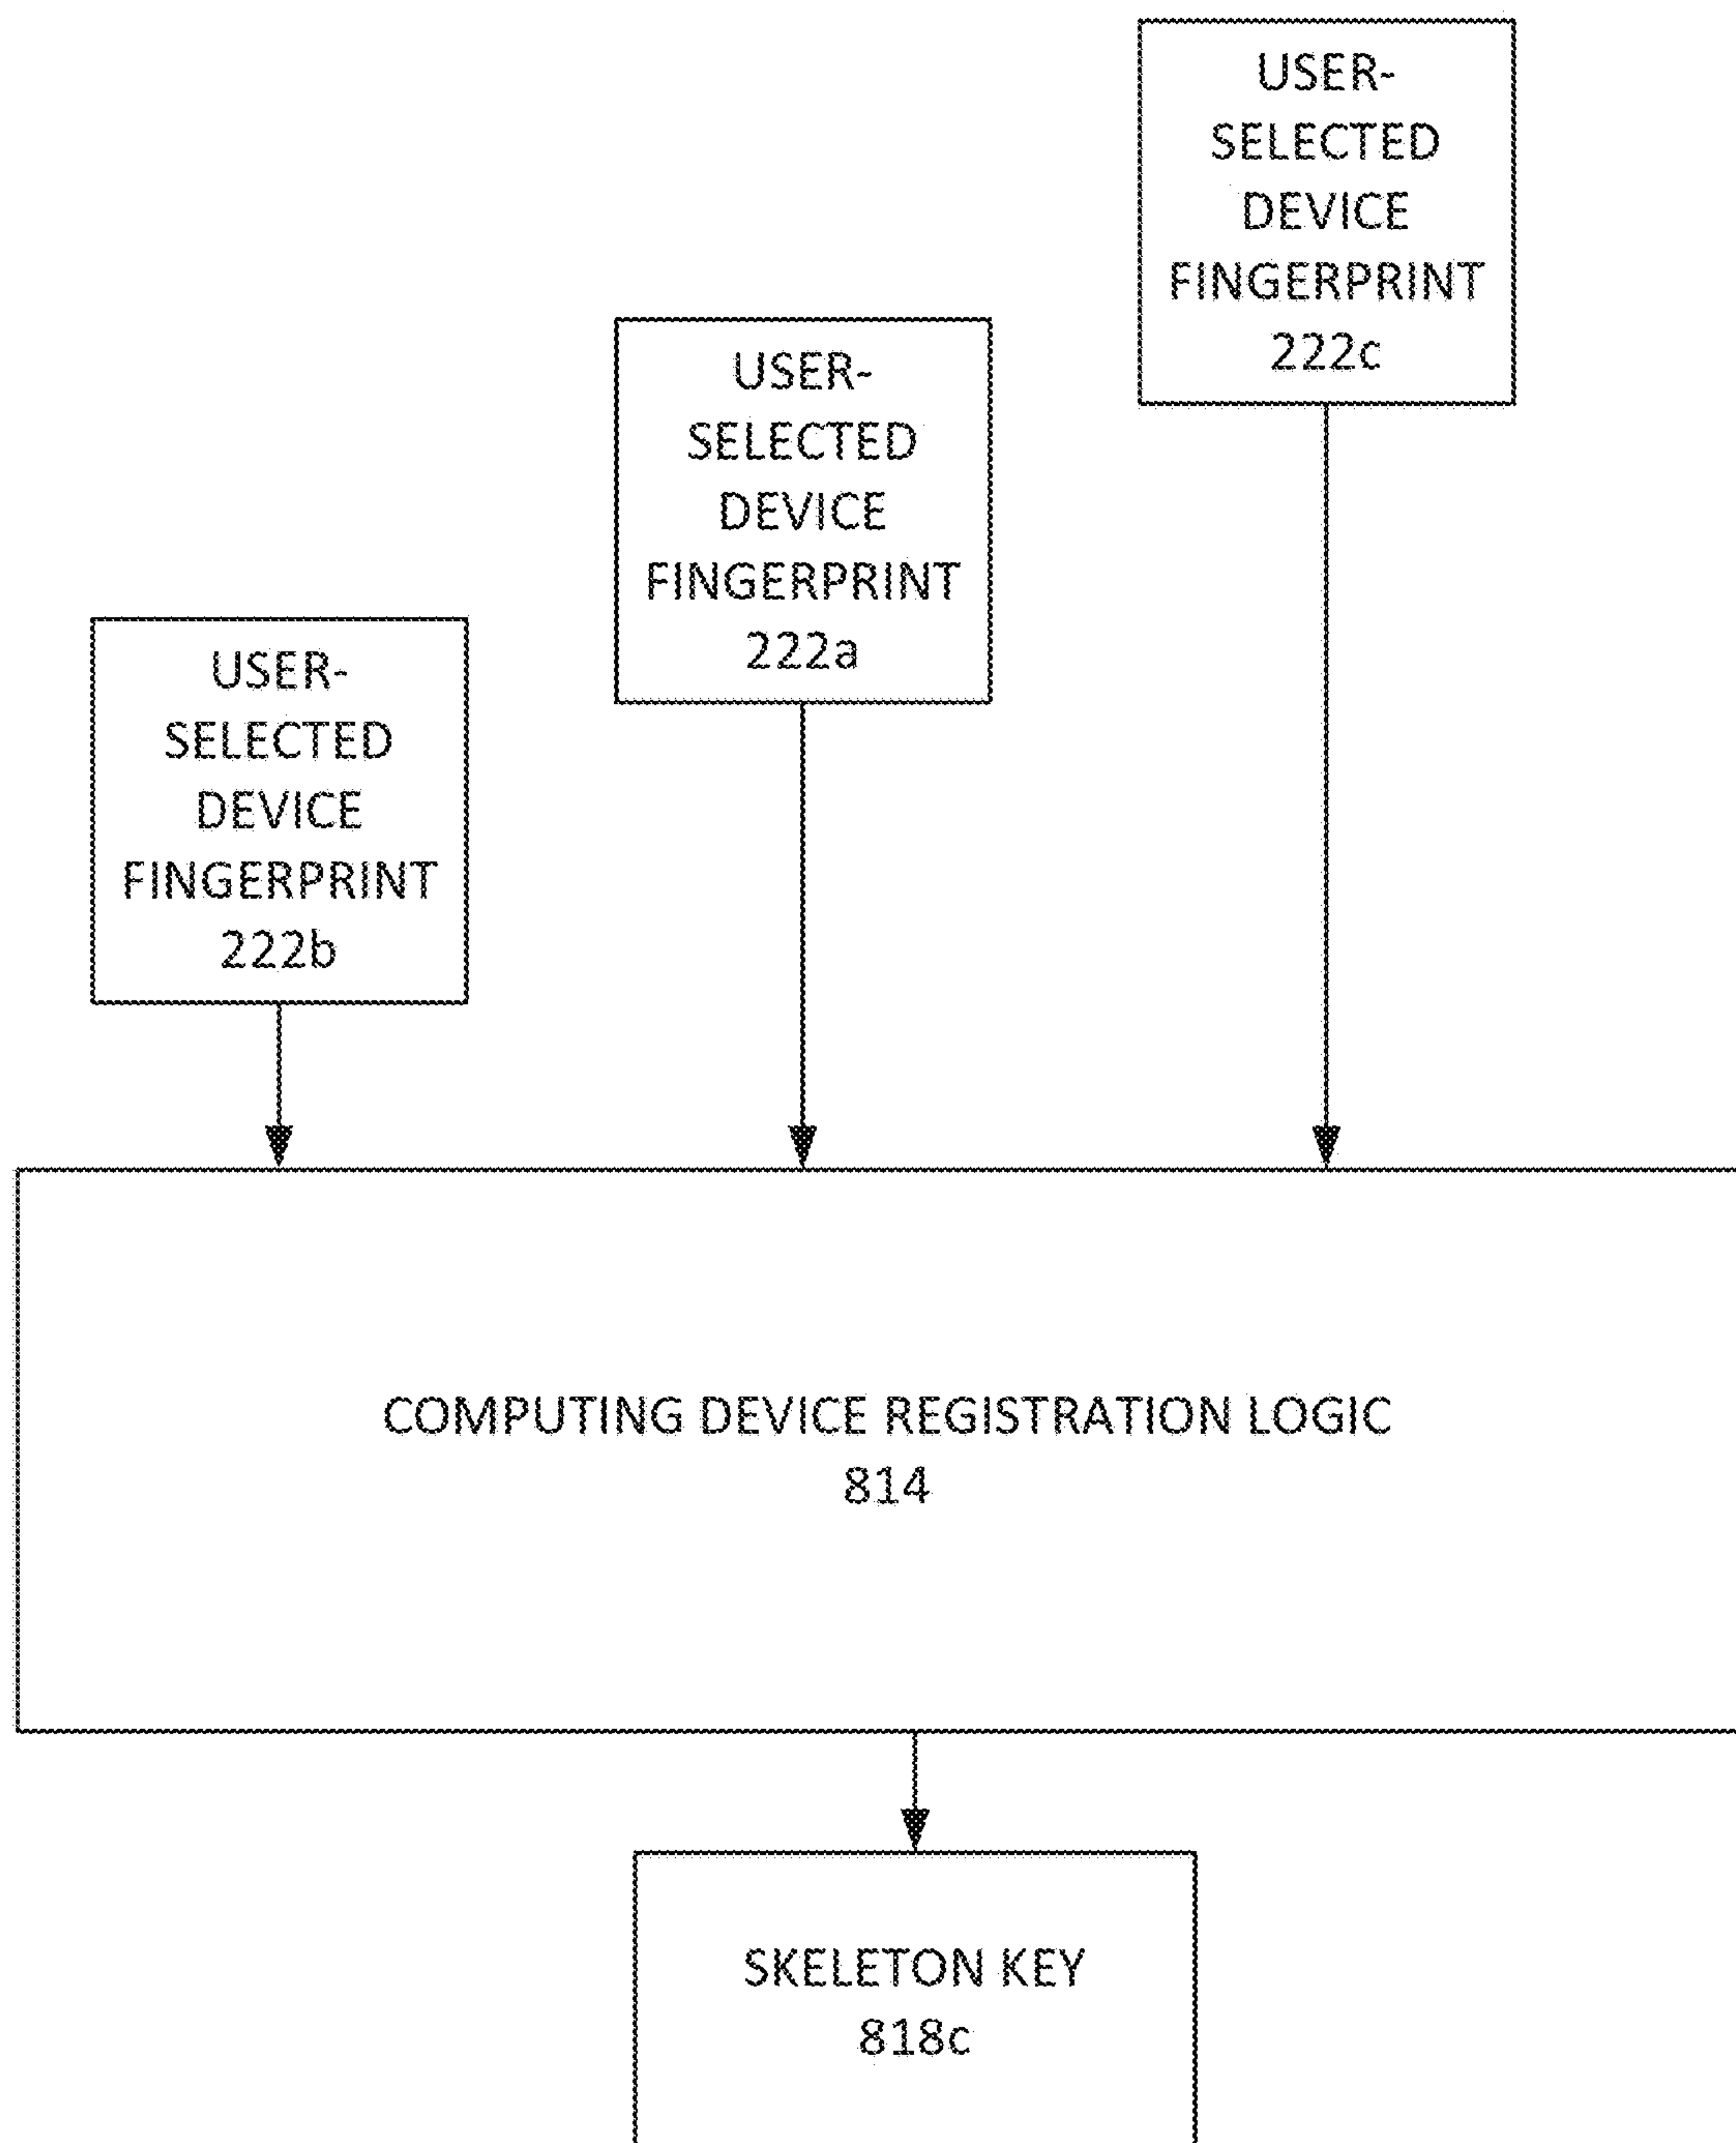 USER-
SELECTED
DEVICE
FINGERPRINT
222c
USER-
SELECTED
DEVICE
FINGERPRINT
222a
USER-
SELECTED
DEVICE
FINGERPRINT
222b
COMPUTING DEVICE REGISTRATION LOGIC
814
SKELETON KEY
818c